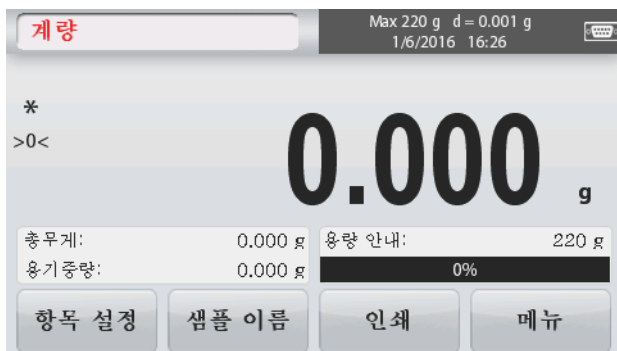 계량
Max 220 g d = 0.001 g
1/6/2016 16:26
*
>0<
0.000 g
총무게: 0.000 g
용기중량: 0.000 g
용량 안내: 220 g
0%
항목 설정
샘플 이름
인쇄
메뉴